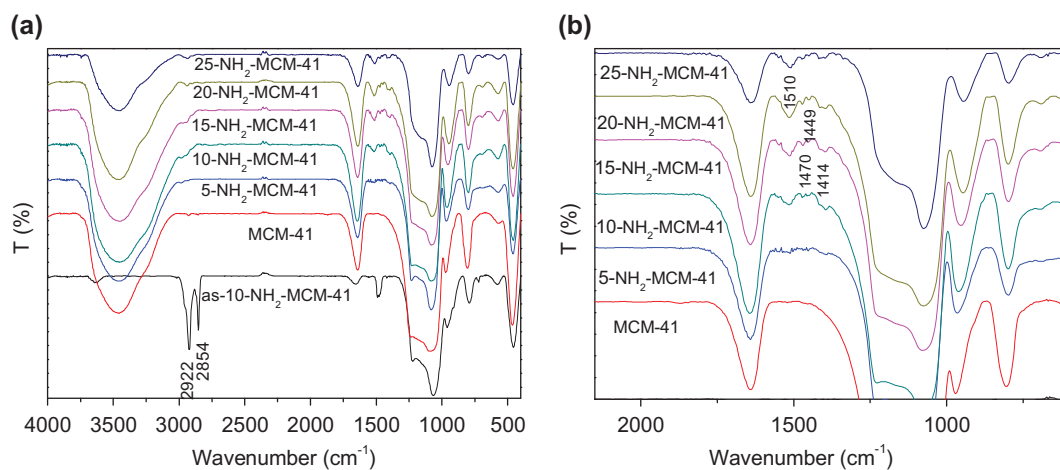 (a)
25-NH2-MCM-41
20-NH2-MCM-41
15-NH2-MCM-41
10-NH2-MCM-41
5-NH2-MCM-41
MCM-41
as-10-NH2-MCM-41
2922
2854
T (%)
4000 3500 3000 2500 2000 1500 1000 500
Wavenumber (cm-1)
(b)
25-NH2-MCM-41
1510
20-NH2-MCM-41
1449
15-NH2-MCM-41
1470
1414
10-NH2-MCM-41
5-NH2-MCM-41
MCM-41
T (%)
2000 1500 1000
Wavenumber (cm-1)